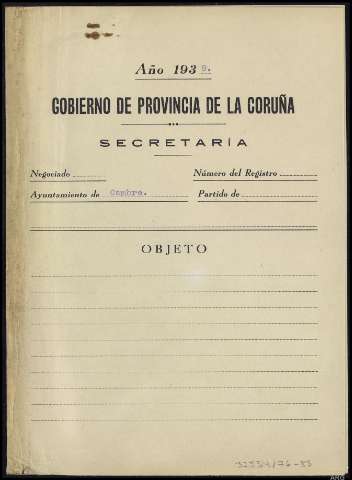 Año 1939.
GOBIERNO DE PROVINCIA DE LA CORUÑA
SECRETARÍA
Negociado
Número del Registro
Ayuntamiento de Cambre.
Partido de
OBJETO
ARG